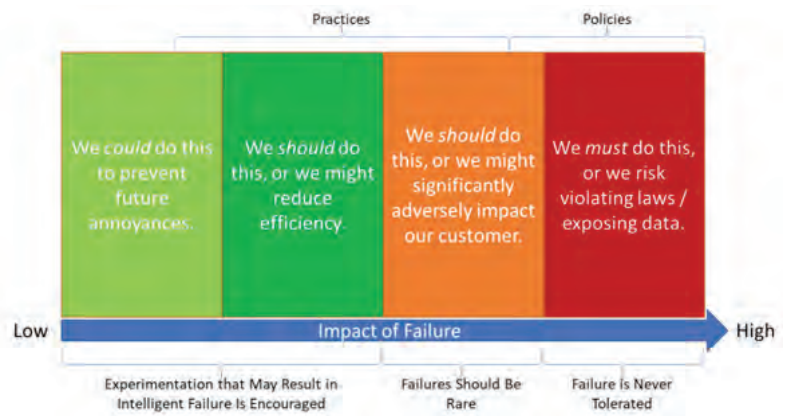 Practices
Policies
We could do this
to prevent
future
annoyances.
We should do
this, or we might
reduce
efficiency.
We should do
this, or we might
significantly
adversely impact
our customer.
We must do this,
or we risk
violating laws /
exposing data.
Low
Impact of Failure
High
Experimentation that May Result in
Intelligent Failure Is Encouraged
Failures Should Be
Rare
Failure is Never
Tolerated